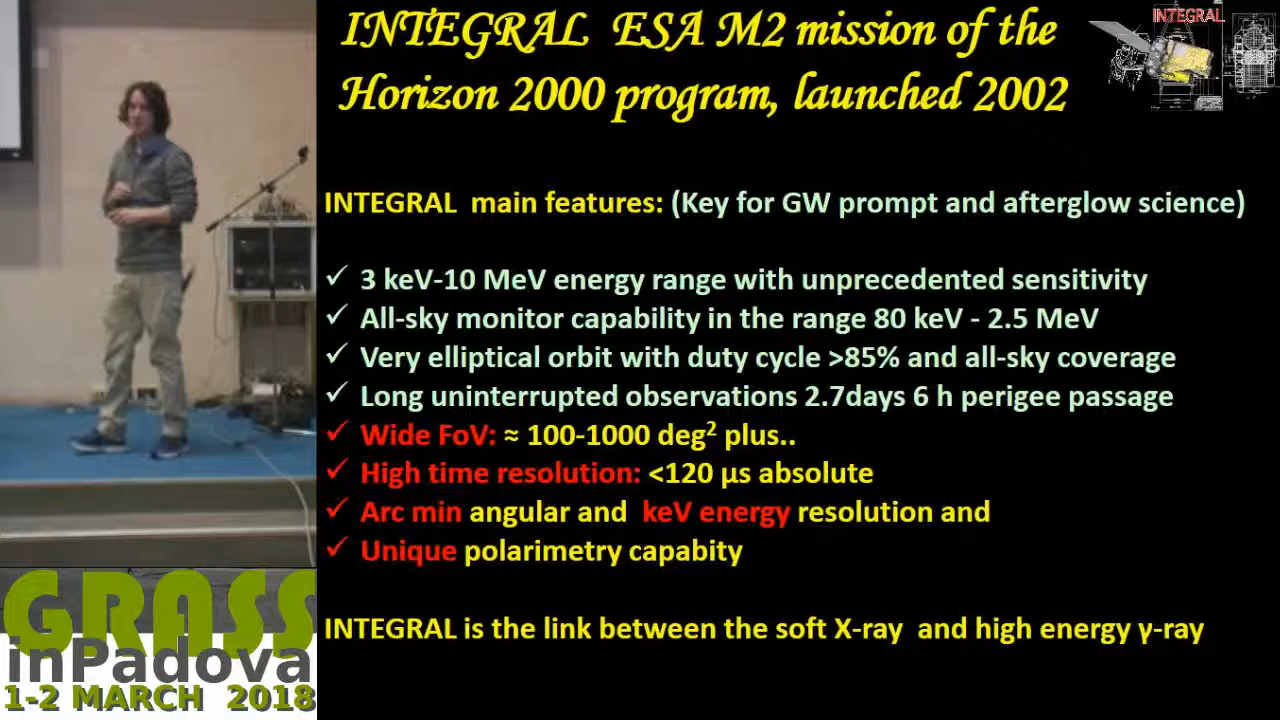 INTEGRAL ESA M2 mission of the
Horizon 2000 program, launched 2002
INTEGRAL
INTEGRAL main features: (Key for GW prompt and afterglow science)
✓ 3 keV-10 MeV energy range with unprecedented sensitivity
✓ All-sky monitor capability in the range 80 keV - 2.5 MeV
✓ Very elliptical orbit with duty cycle >85% and all-sky coverage
✓ Long uninterrupted observations 2.7days 6 h perigee passage
✓ Wide FoV: ≈ 100-1000 deg² plus..
✓ High time resolution: <120 µs absolute
✓ Arc min angular and keV energy resolution and
✓ Unique polarimetry capabity
INTEGRAL is the link between the soft X-ray and high energy γ-ray
GRASS
inPadova
1-2 MARCH 2018